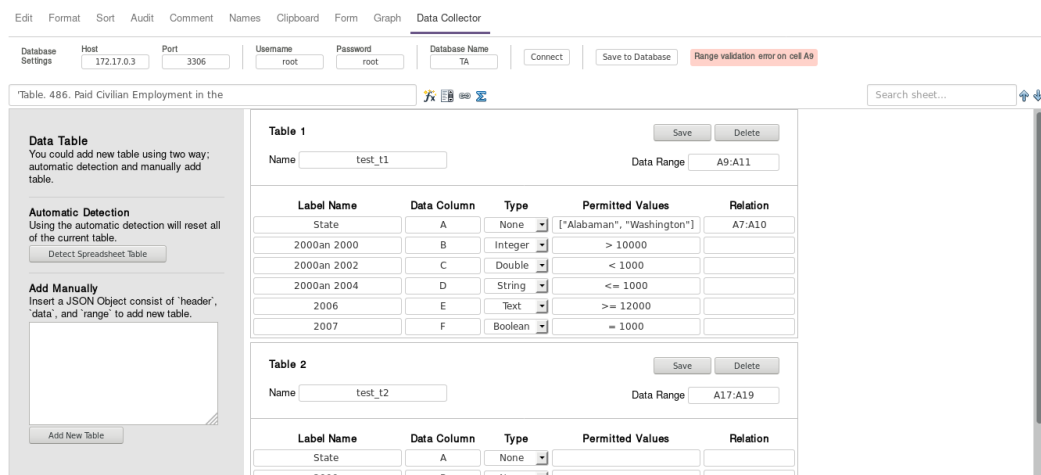 Edit Format Sort Audit Comment Names Clipboard Form Graph Data Collector
Database Settings
Host 172.17.0.3
Port 3306
Username root
Password root
Database Name TA
Connect
Save to Database
Range validation error on cell A9
'Table. 486. Paid Civilian Employment in the
Search sheet...
Data Table
You could add new table using two way;
automatic detection and manually add
table.
Automatic Detection
Using the automatic detection will reset all
of the current table.
Detect Spreadsheet Table
Add Manually
Insert a JSON Object consist of `header`,
`data`, and `range` to add new table.
Add New Table
Table 1 Save Delete
Name test_t1 Data Range A9:A11
Label Name Data Column Type Permitted Values Relation
State A None ["Alabaman", "Washington"] A7:A10
2000an 2000 B Integer > 10000
2000an 2002 C Double < 1000
2000an 2004 D String <= 1000
2006 E Text >= 12000
2007 F Boolean = 1000
Table 2 Save Delete
Name test_t2 Data Range A17:A19
Label Name Data Column Type Permitted Values Relation
State A None